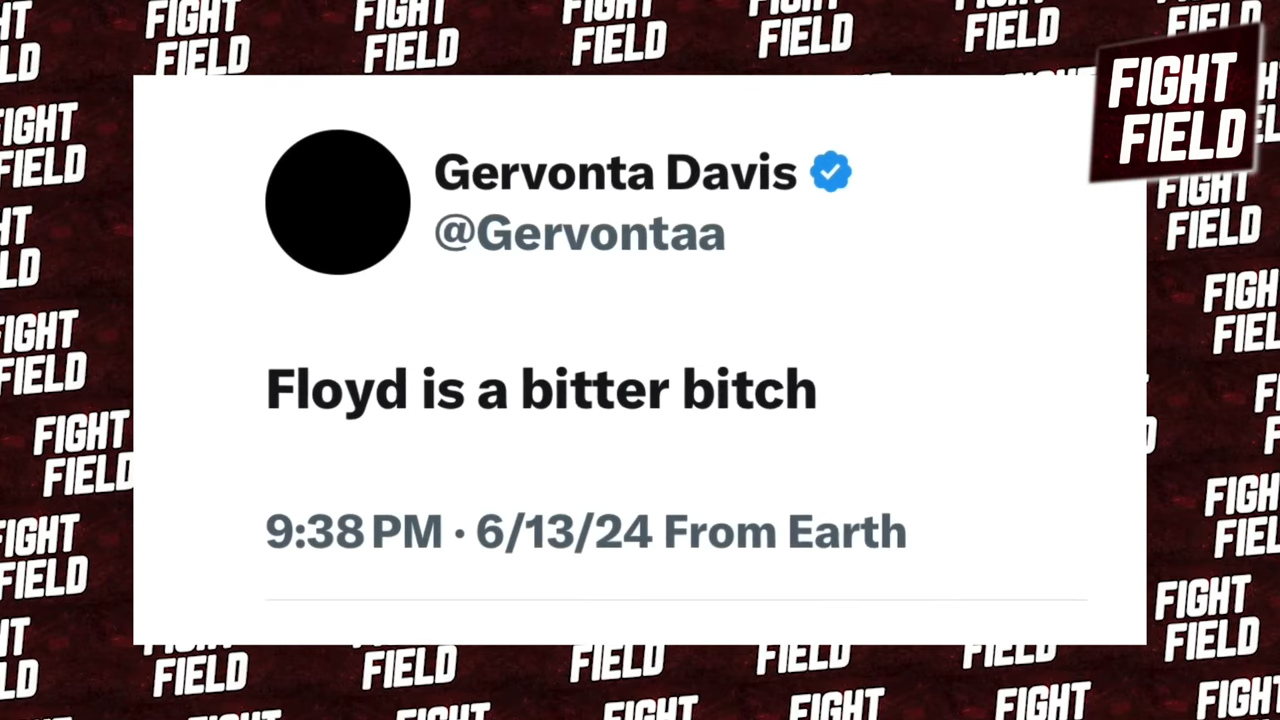 FIGHT
FIELD
Gervonta Davis
@Gervontaa
Floyd is a bitter bitch
9:38 PM · 6/13/24 From Earth